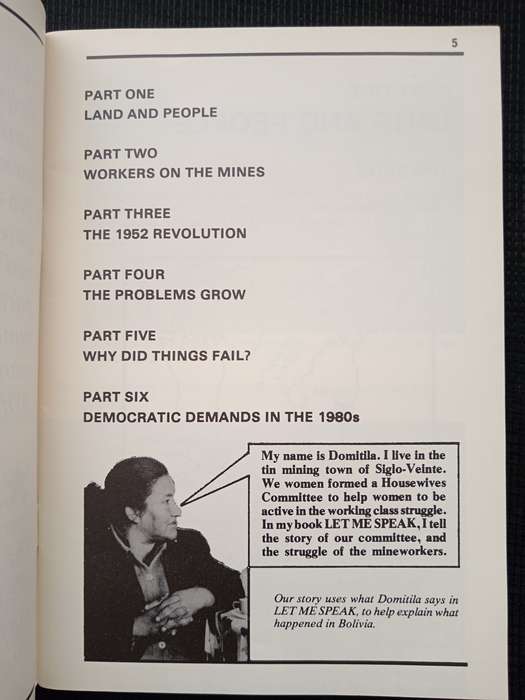 5
PART ONE
LAND AND PEOPLE
PART TWO
WORKERS ON THE MINES
PART THREE
THE 1952 REVOLUTION
PART FOUR
THE PROBLEMS GROW
PART FIVE
WHY DID THINGS FAIL?
PART SIX
DEMOCRATIC DEMANDS IN THE 1980s
My name is Domitila. I live in the
tin mining town of Siglo-Veinte.
We women formed a Housewives
Committee to help women to be
active in the working class struggle.
In my book LET ME SPEAK, I tell
the story of our committee, and
the struggle of the mineworkers.
Our story uses what Domitila says in
LET ME SPEAK, to help explain what
happened in Bolivia.